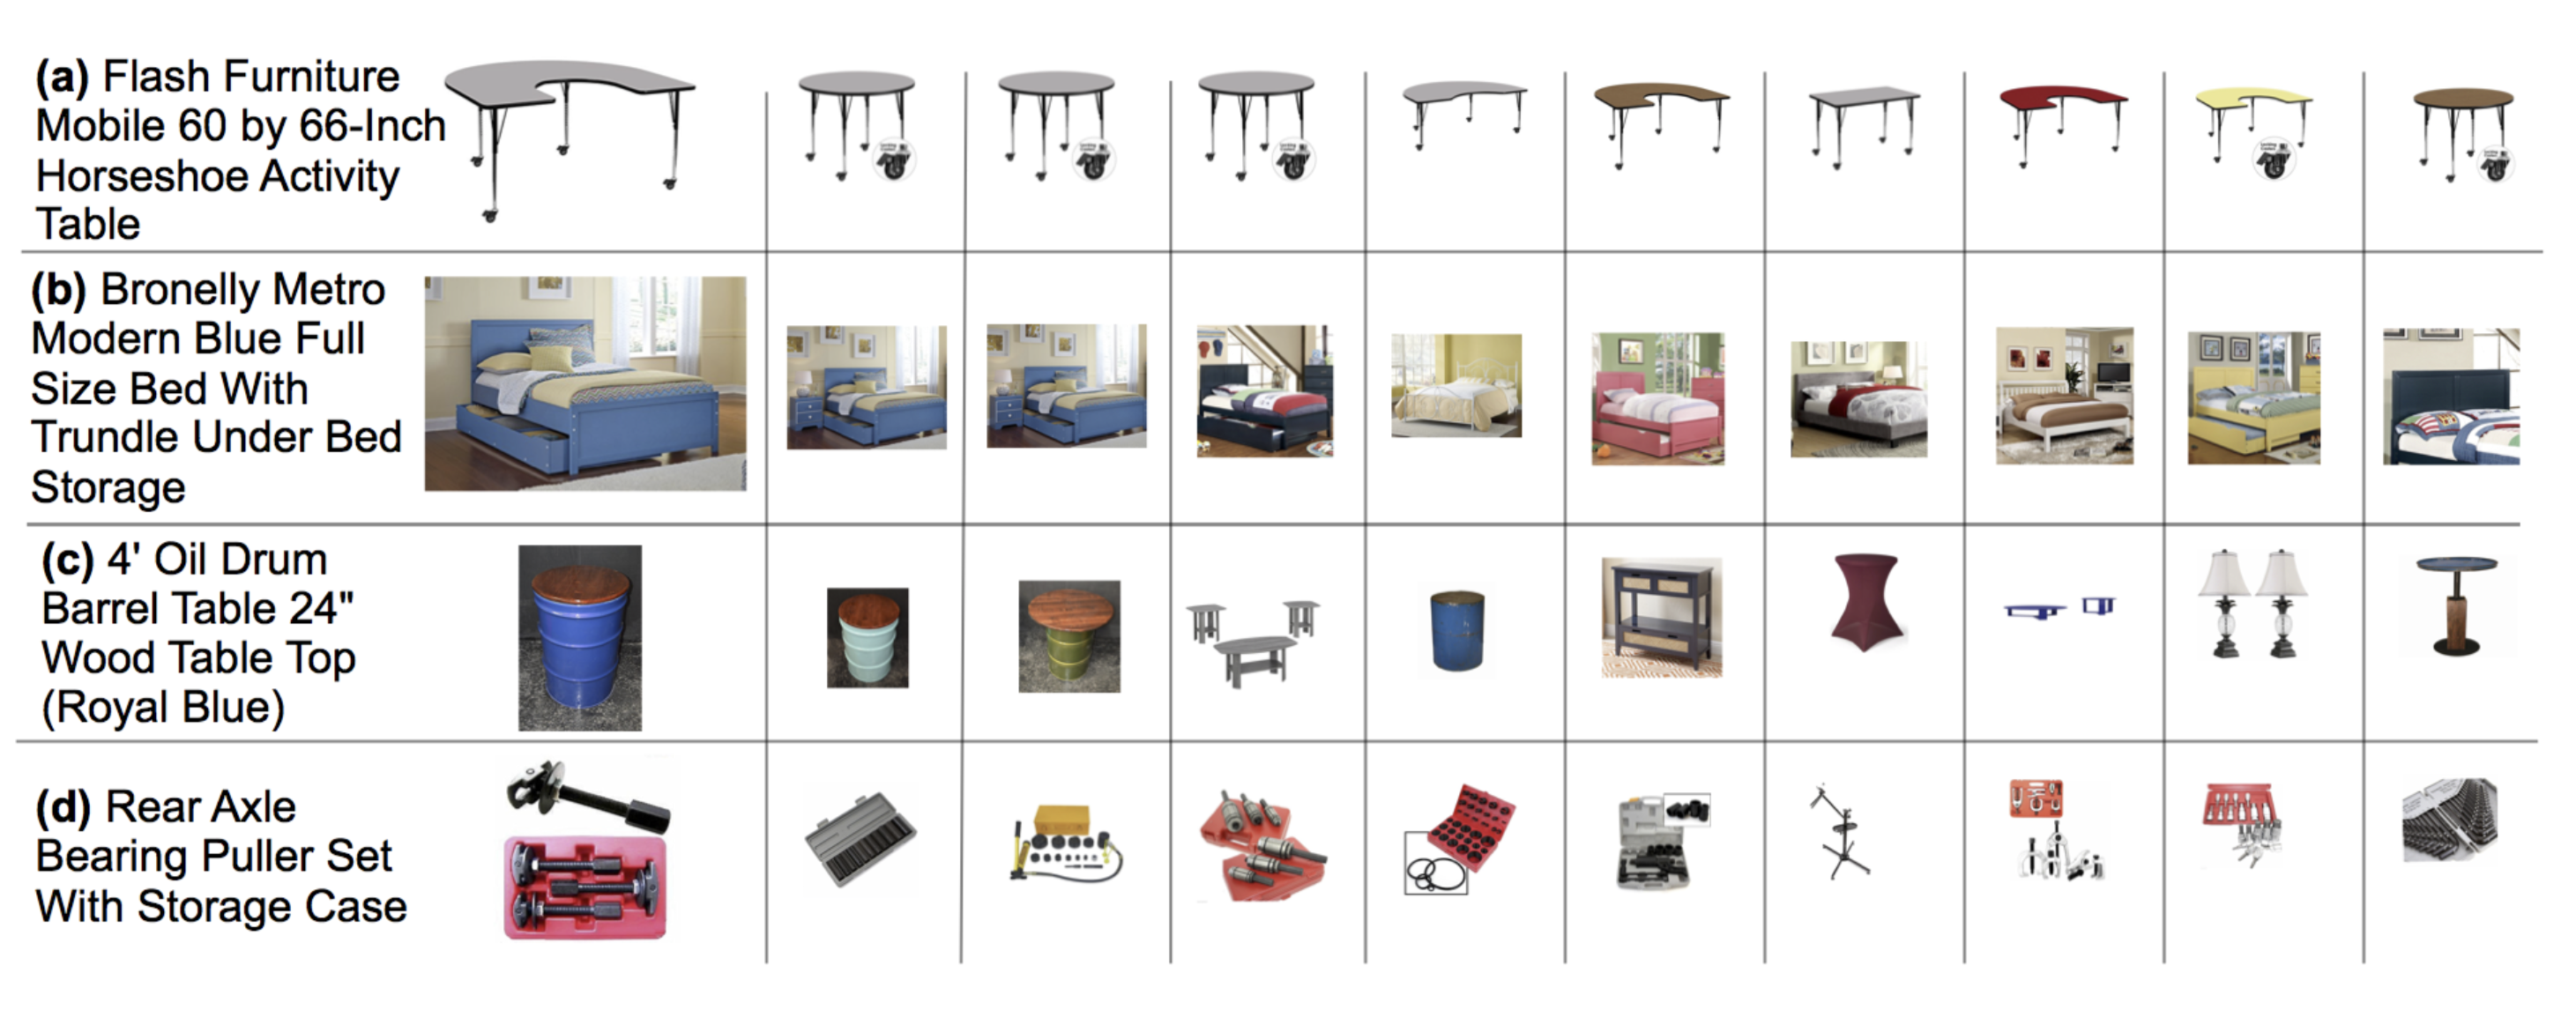 (a) Flash Furniture
Mobile 60 by 66-Inch
Horseshoe Activity
Table
(b) Bronelly Metro
Modern Blue Full
Size Bed With
Trundle Under Bed
Storage
(c) 4' Oil Drum
Barrel Table 24"
Wood Table Top
(Royal Blue)
(d) Rear Axle
Bearing Puller Set
With Storage Case